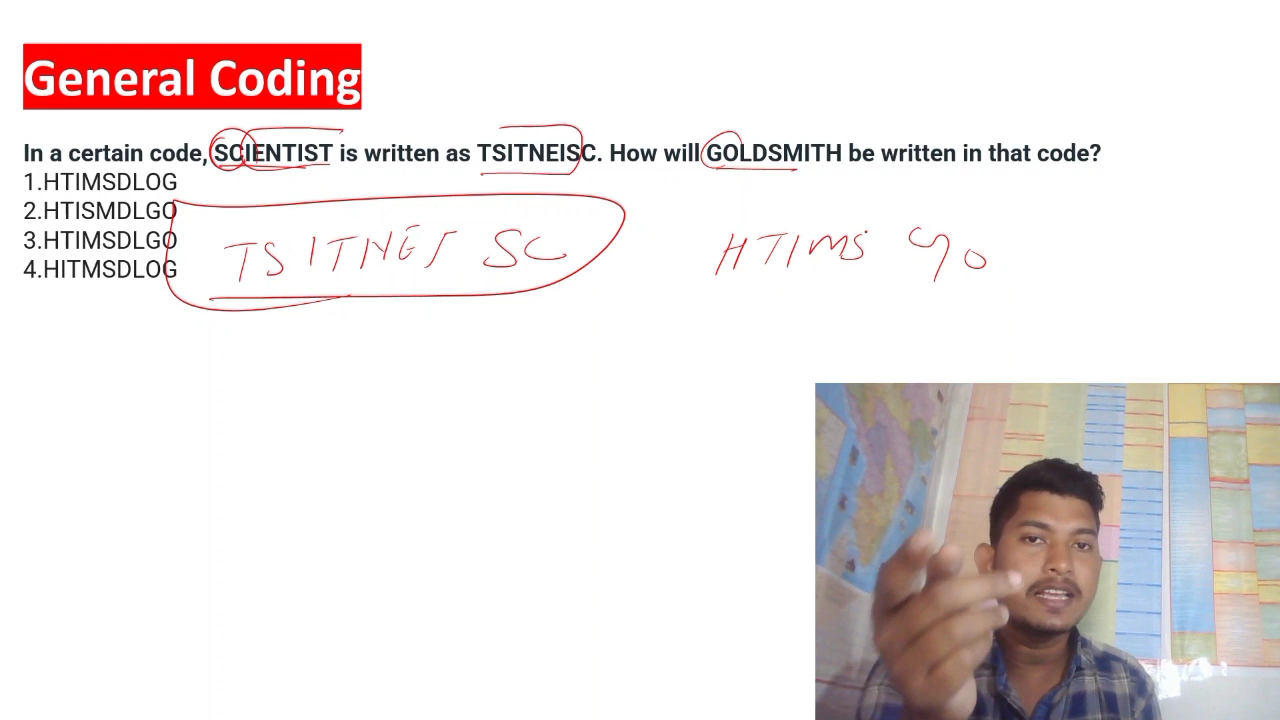 General Coding
In a certain code, SCIENTIST is written as TSITNEISC. How will GOLDSMITH be written in that code?
1.HTIMSDLOG
2.HTISMDLGO
3.HTIMSDLGO
4.HITMSDLOG
TSITNEI SC
HTIMS GO